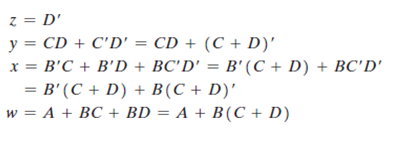 z = D'
y = CD + C'D' = CD + (C + D)'
x = B'C + B'D + BC'D' = B'(C + D) + BC'D'
= B'(C + D) + B(C + D)'
w = A + BC + BD = A + B(C + D)